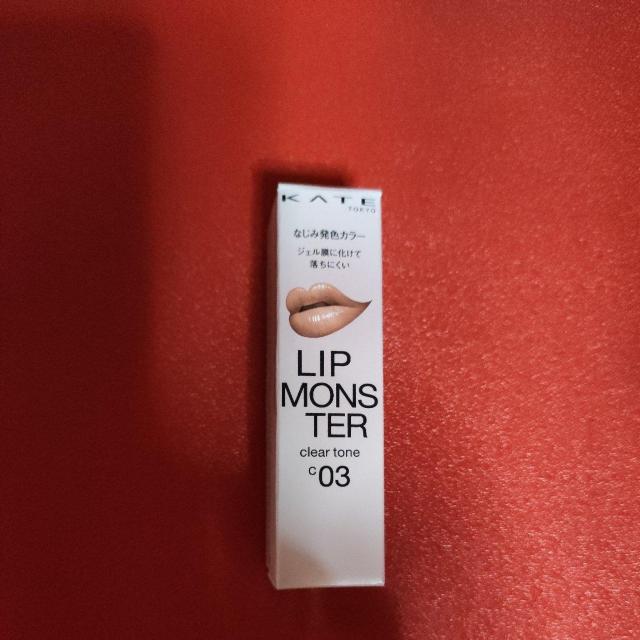 KATE
TOKYO
なじみ発色カラー
ジェル膜に化けて
落ちにくい
LIP
MONS
TER
clear tone
C03